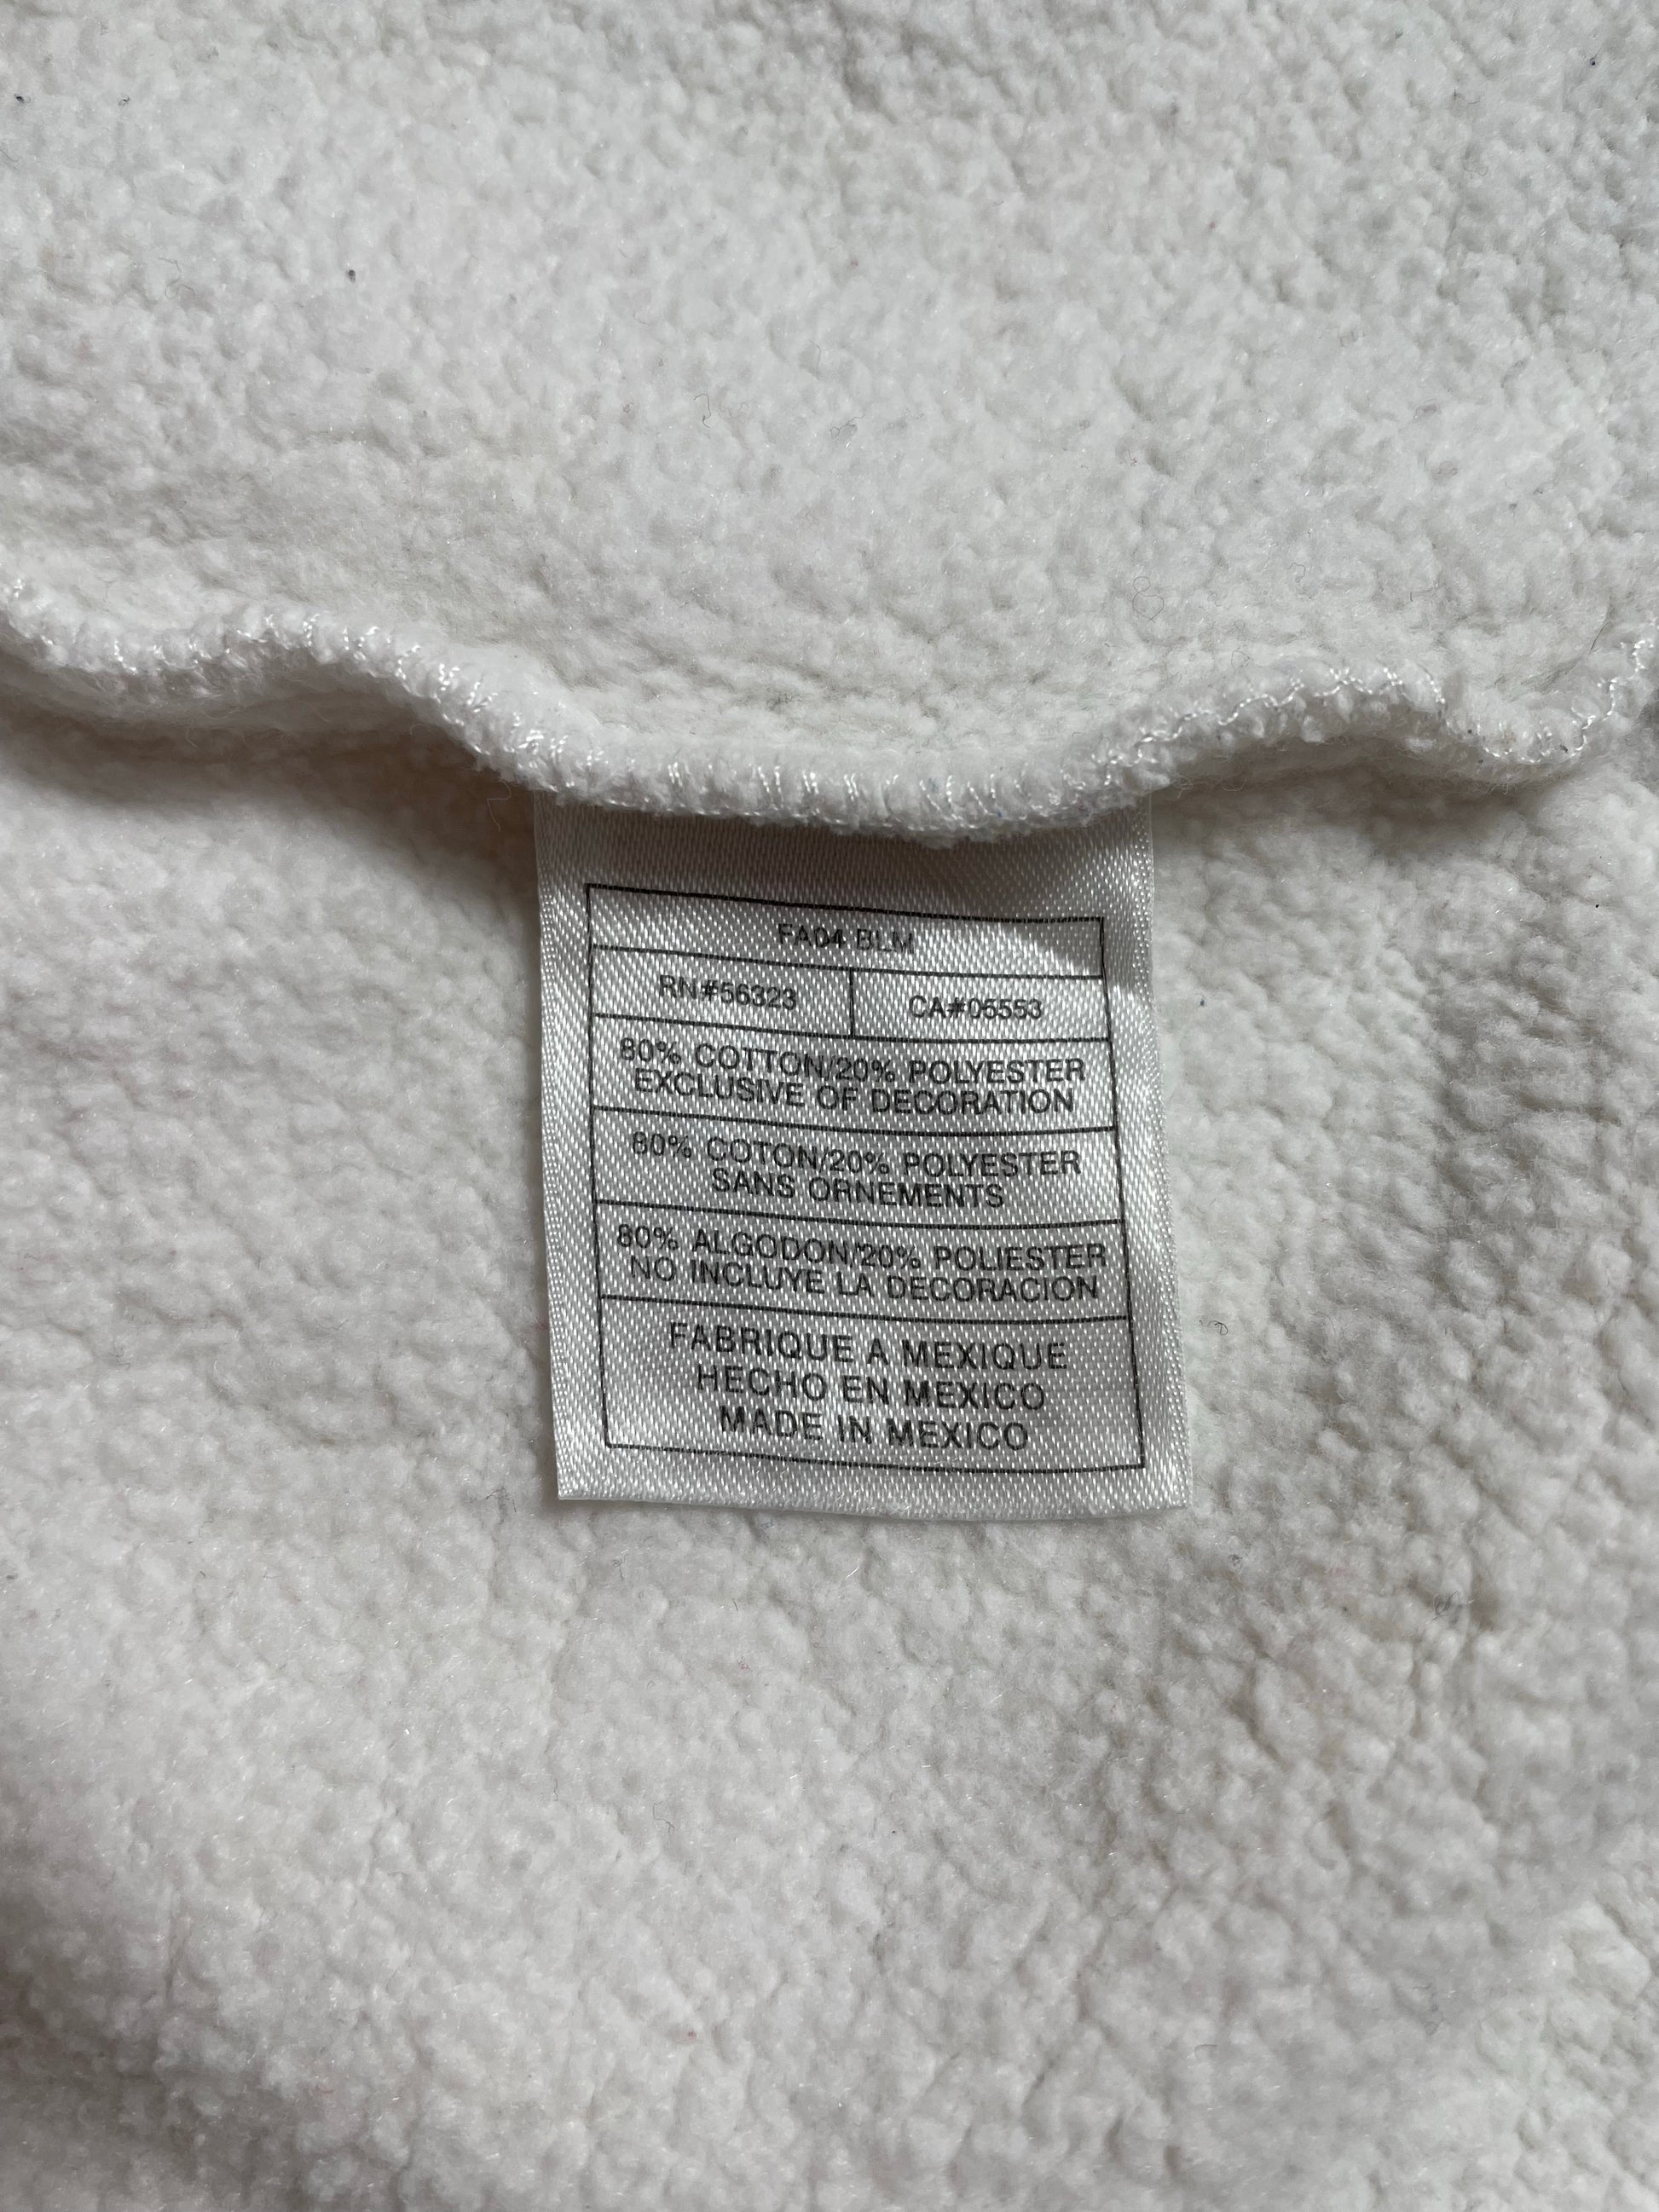 FA04 BLM
RN#56323
CA#05553
80% COTTON/20% POLYESTER
EXCLUSIVE OF DECORATION
80% COTON/20% POLYESTER
SANS ORNEMENTS
80% ALGODON/20% POLIESTER
NO INCLUYE LA DECORACION
FABRIQUE A MEXIQUE
HECHO EN MEXICO
MADE IN MEXICO